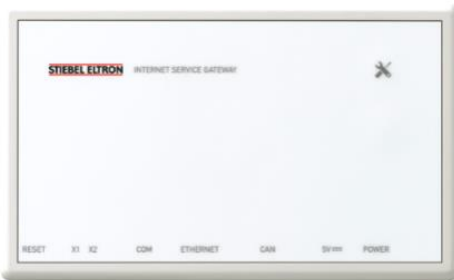 STIEBEL ELTRON INTERNET SERVICE GATEWAY
RESET X1 X2 COM ETHERNET CAN 5V POWER